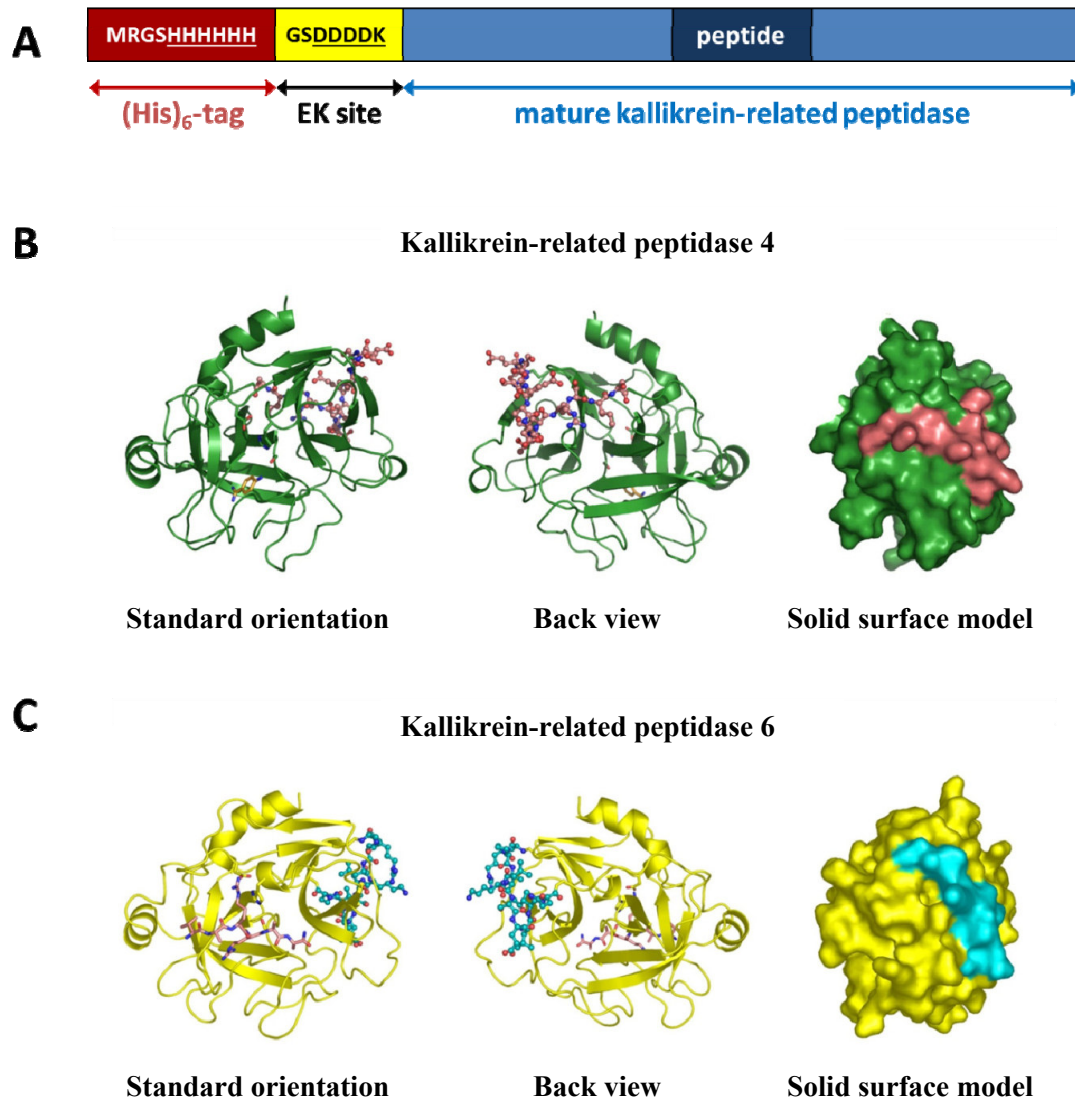 A
MRGSHHHHHH GSDDDDK peptide
(His)6-tag EK site mature kallikrein-related peptidase
B
Kallikrein-related peptidase 4
Standard orientation Back view Solid surface model
C
Kallikrein-related peptidase 6
Standard orientation Back view Solid surface model